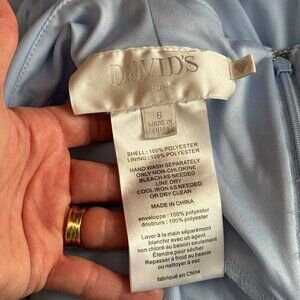 DAVID'S
6
MADE IN
CHINA
SHELL : 100% POLYESTER
LINING : 100% POLYESTER
HAND WASH SEPARATELY
ONLY NON-CHLORINE
BLEACH AS NEEDED
LINE DRY
COOL IRON AS NEEDED
OR DRY CLEAN
MADE IN CHINA
enveloppe : 100% polyester
doublure : 100% polyester
Laver à la main séparément
blanchir avec un agent
non chloré au besoin seulement
Étendre pour sécher
Repasser à froid au besoin
ou nettoyer à sec
fabriqué en Chine